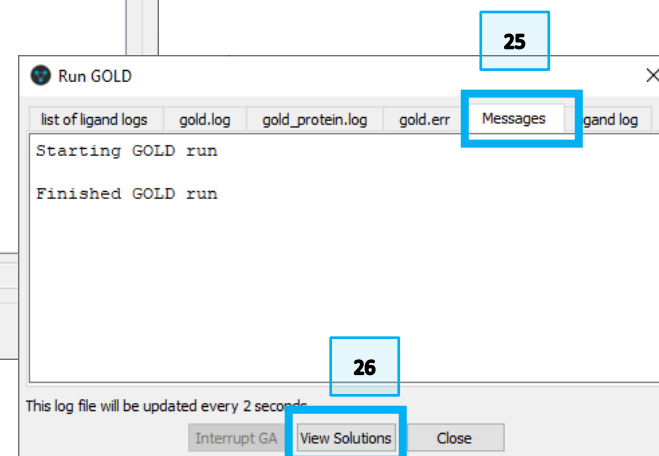 25
Run GOLD
list of ligand logs gold.log gold_protein.log gold.err Messages gand log
Starting GOLD run
Finished GOLD run
26
This log file will be updated every 2 seconds
Interrupt GA View Solutions Close